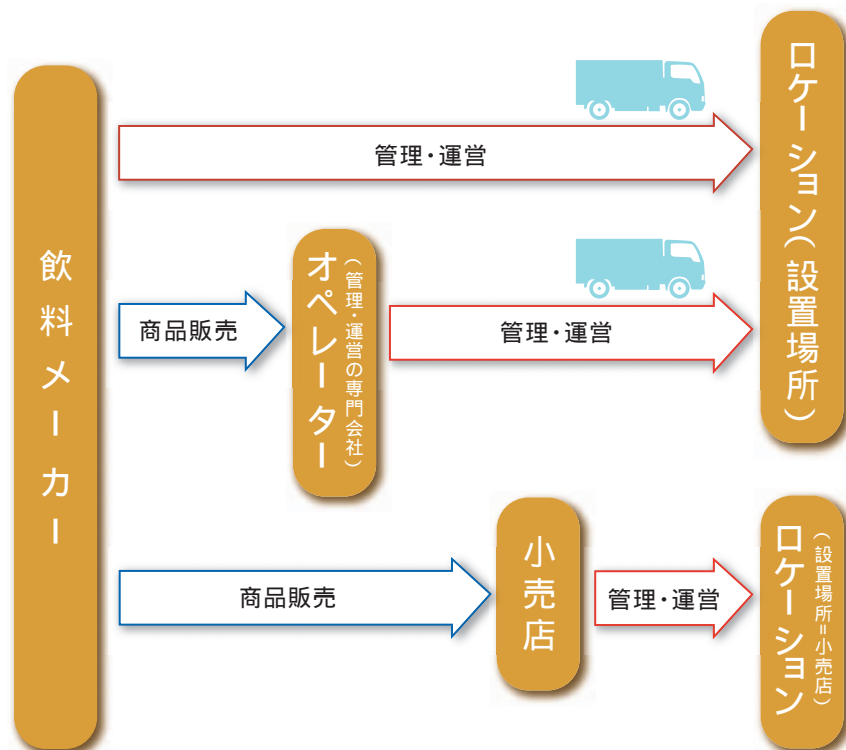 飲料メーカー
管理・運営
ロケーション(設置場所)
商品販売
オペレーター
(管理・運営の専門会社)
管理・運営
商品販売
小売店
管理・運営
ロケーション
(設置場所=小売店)